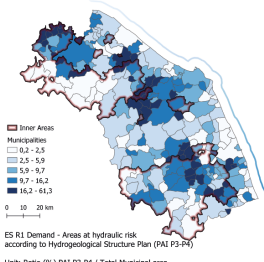 Inner Areas
Municipalities
0,2 - 2,5
2,5 - 5,9
5,9 - 9,7
9,7 - 16,2
16,2 - 61,3
0 10 20 km
ES R1 Demand - Areas at hydraulic risk
according to Hydrogeological Structure Plan (PAI P3-P4)